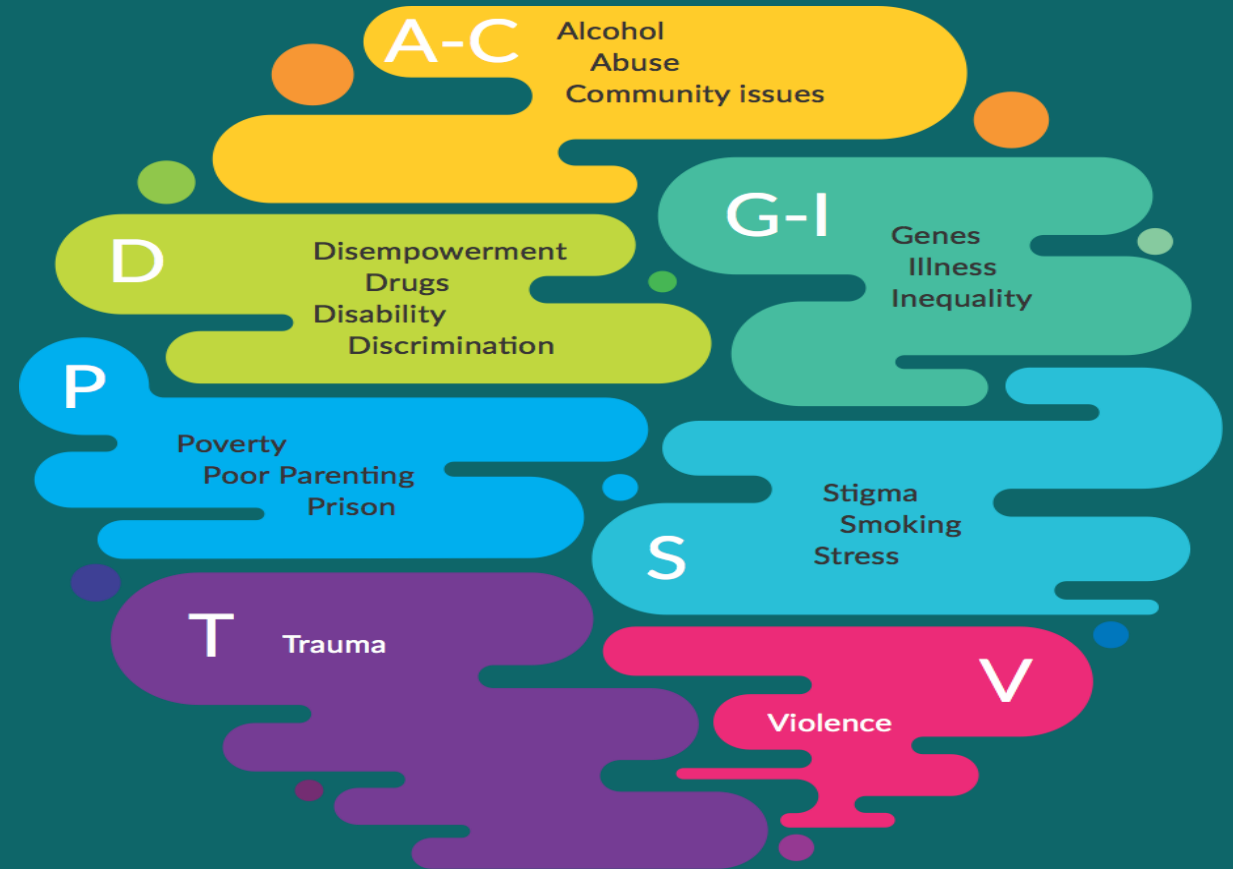 A-C
Alcohol
Abuse
Community issues
D
Disempowerment
Drugs
Disability
Discrimination
G-I
Genes
Illness
Inequality
P
Poverty
Poor Parenting
Prison
S
Stigma
Smoking
Stress
T
Trauma
V
Violence